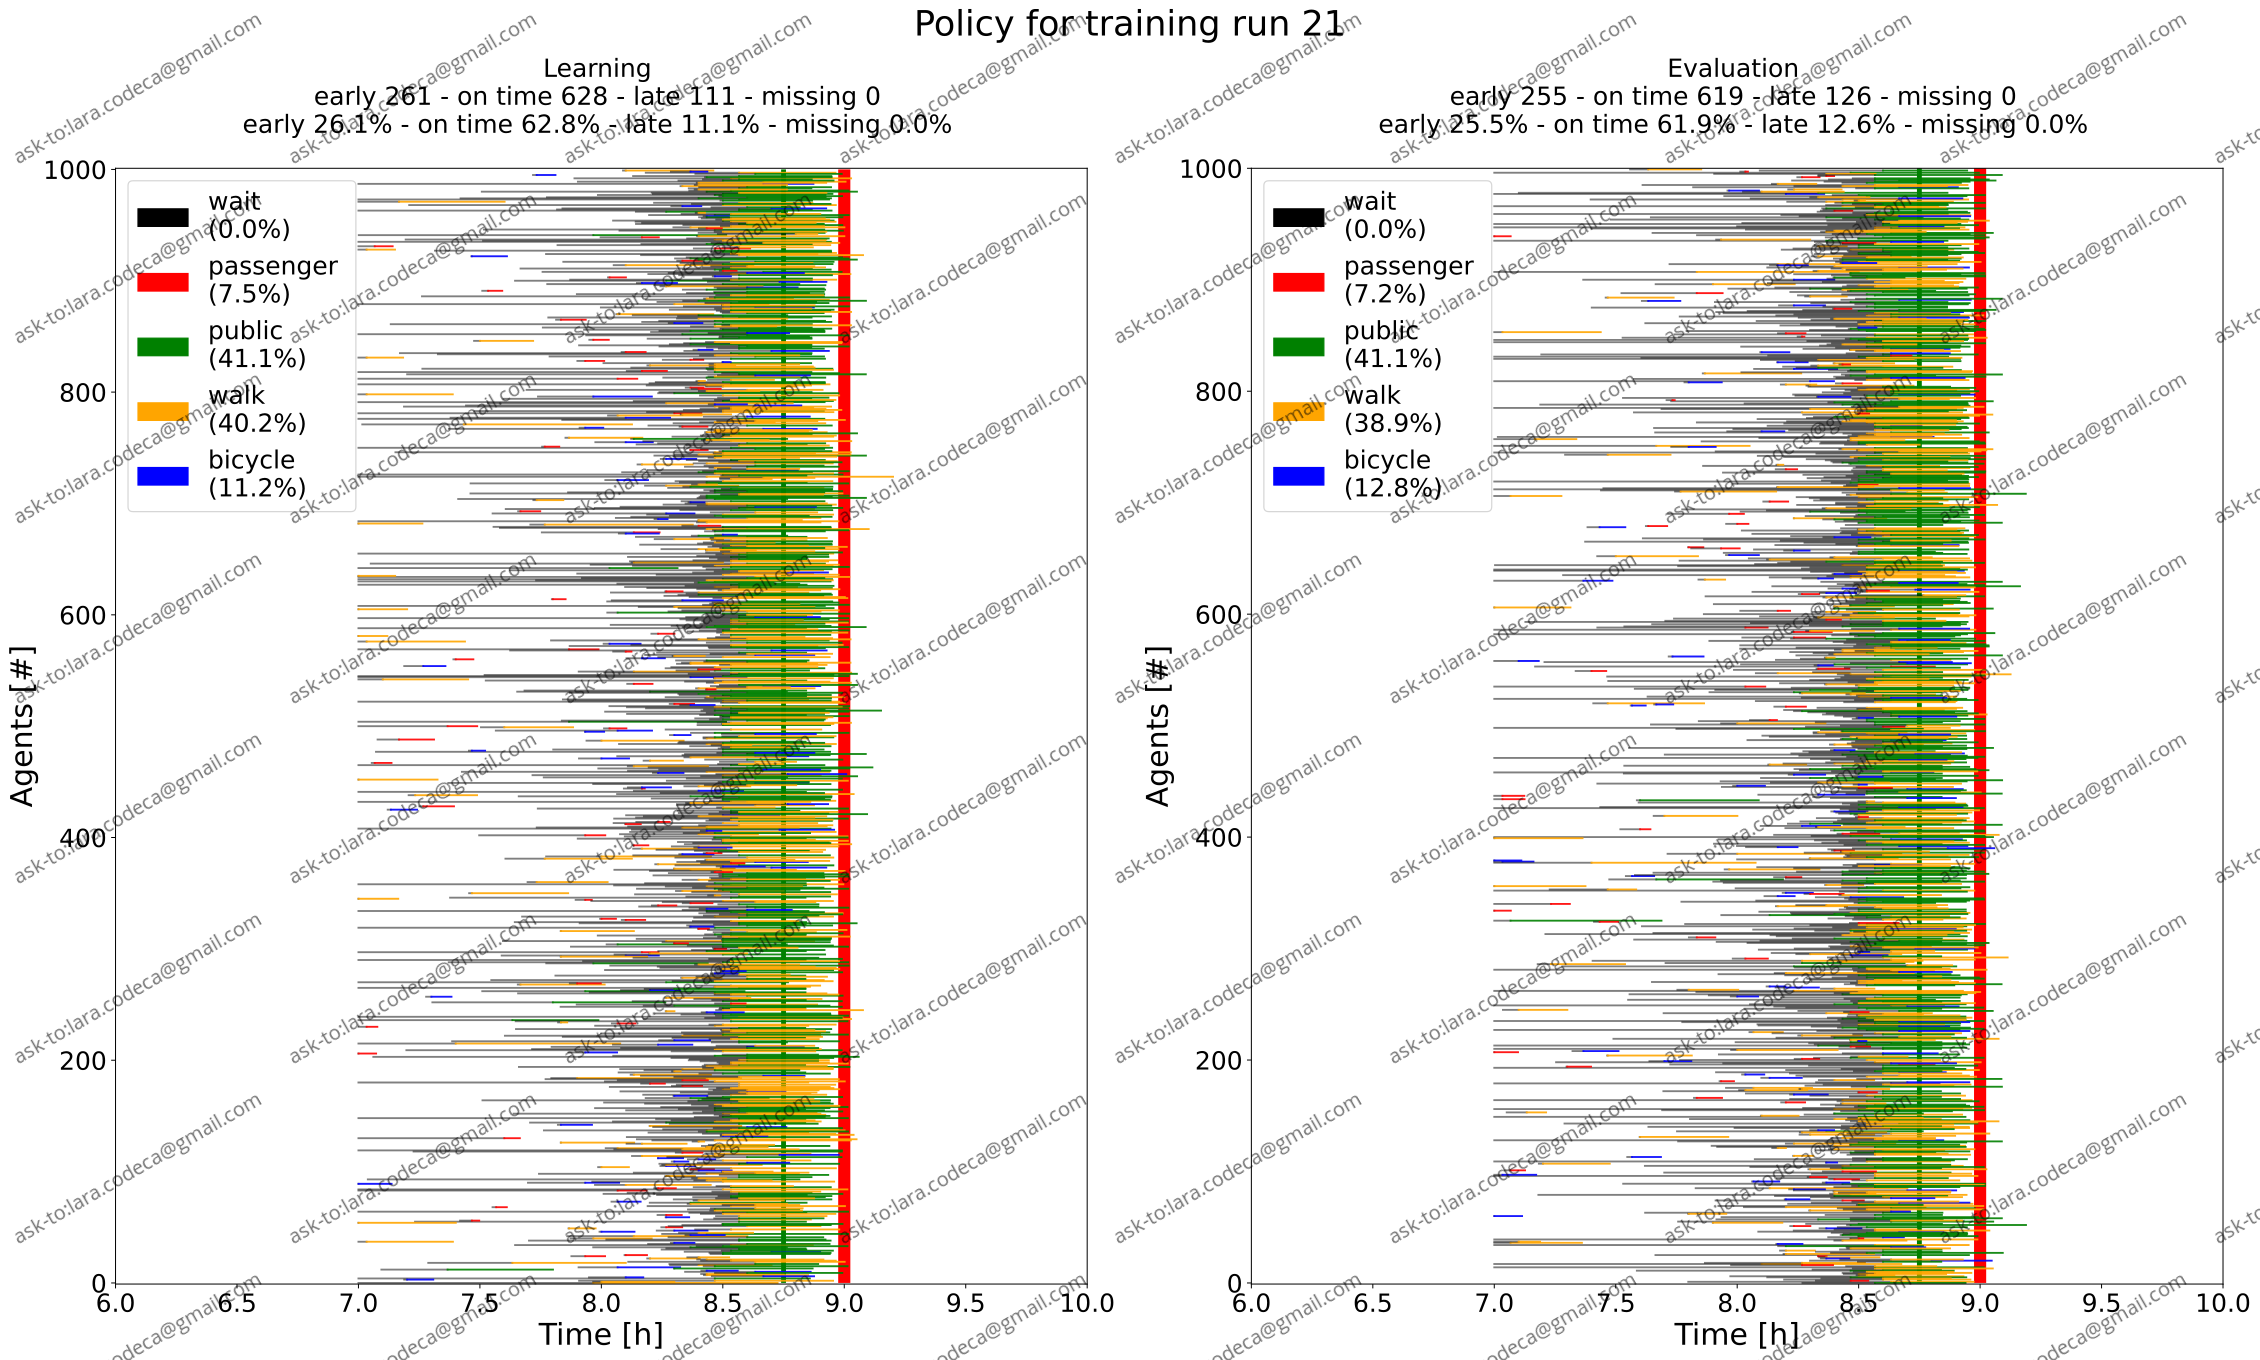 Policy for training run 21
Learning
early 261 - on time 628 - late 111 - missing 0
early 26.1% - on time 62.8% - late 11.1% - missing 0.0%
1000
800
600
400
200
0
Agents [#]
wait
(0.0%)
passenger
(7.5%)
public
(41.1%)
walk
(40.2%)
bicycle
(11.2%)
6.0 6.5 7.0 7.5 8.0 8.5 9.0 9.5 10.0
Time [h]
Evaluation
early 255 - on time 619 - late 126 - missing 0
early 25.5% - on time 61.9% - late 12.6% - missing 0.0%
1000
800
600
400
200
0
Agents [#]
wait
(0.0%)
passenger
(7.2%)
public
(41.1%)
walk
(38.9%)
bicycle
(12.8%)
6.0 6.5 7.0 7.5 8.0 8.5 9.0 9.5 10.0
Time [h]
ask-to:lara.codeca@gmail.com